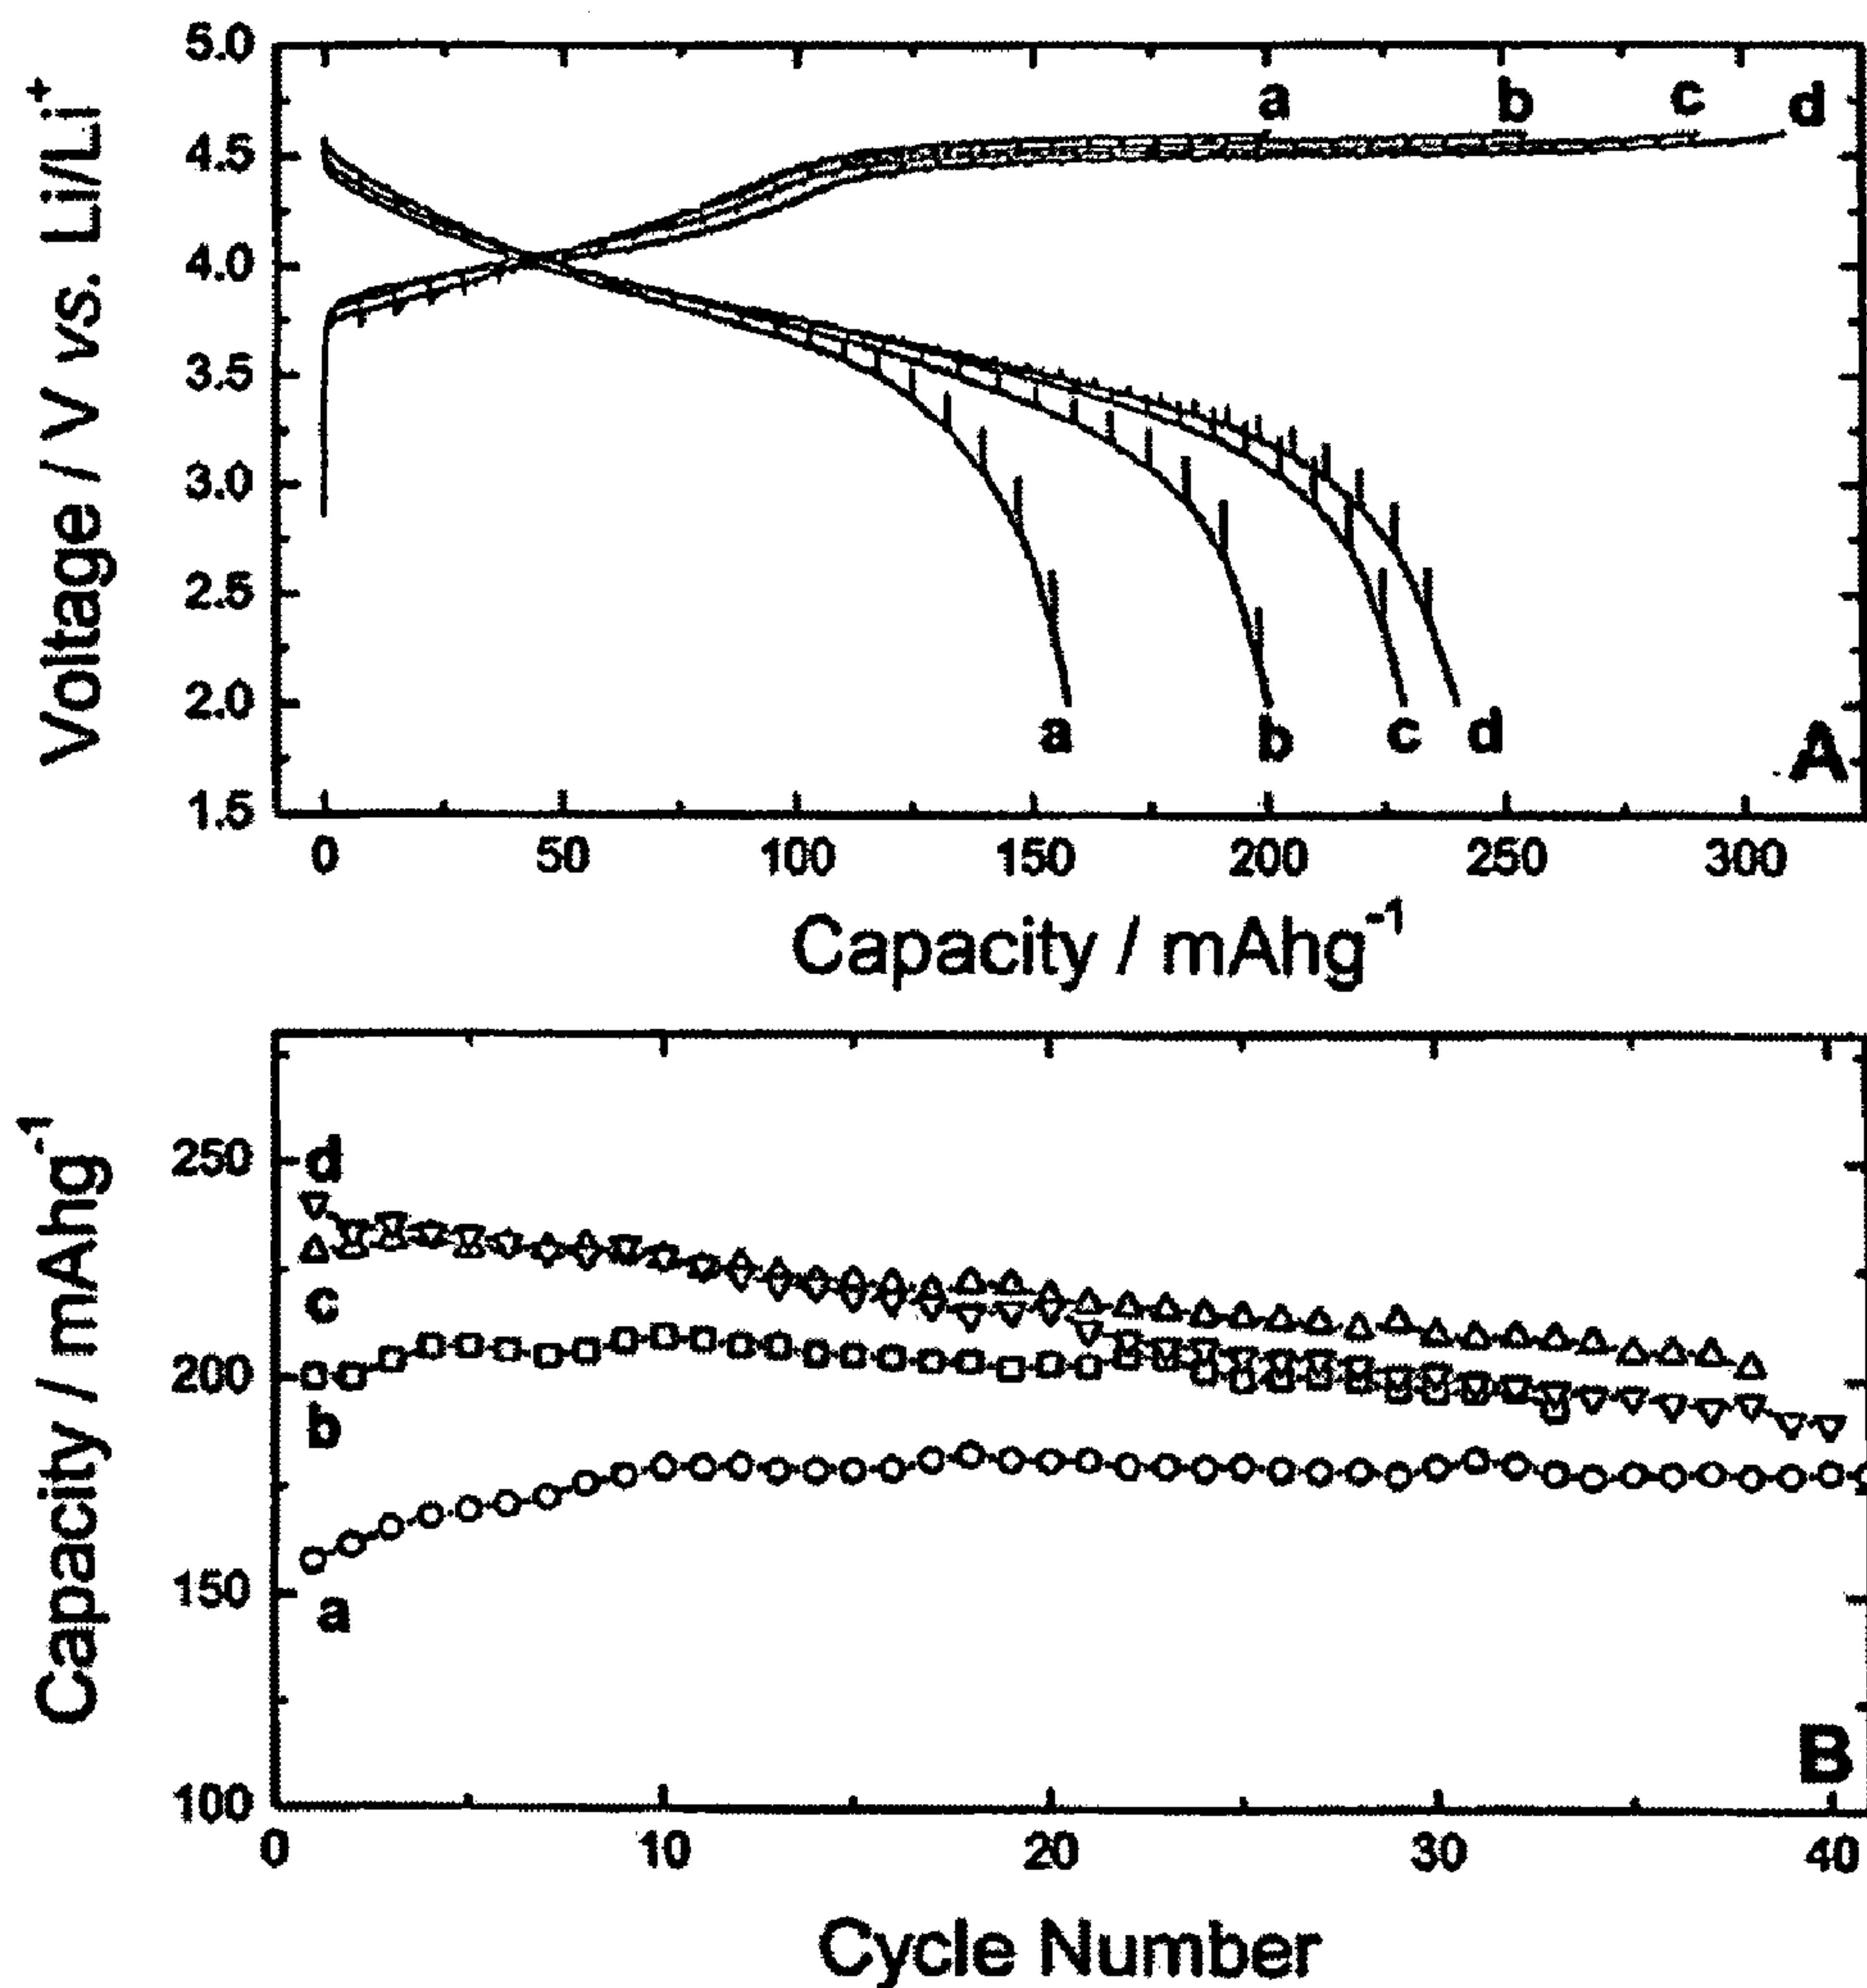 5.0
4.5
4.0
3.5
3.0
2.5
2.0
1.5
Voltage / V vs. Li/Li⁺
a b c d
a b c d
A
0 50 100 150 200 250 300
Capacity / mAhg⁻¹
250
200
150
100
Capacity / mAhg⁻¹
d
c
b
a
B
0 10 20 30 40
Cycle Number